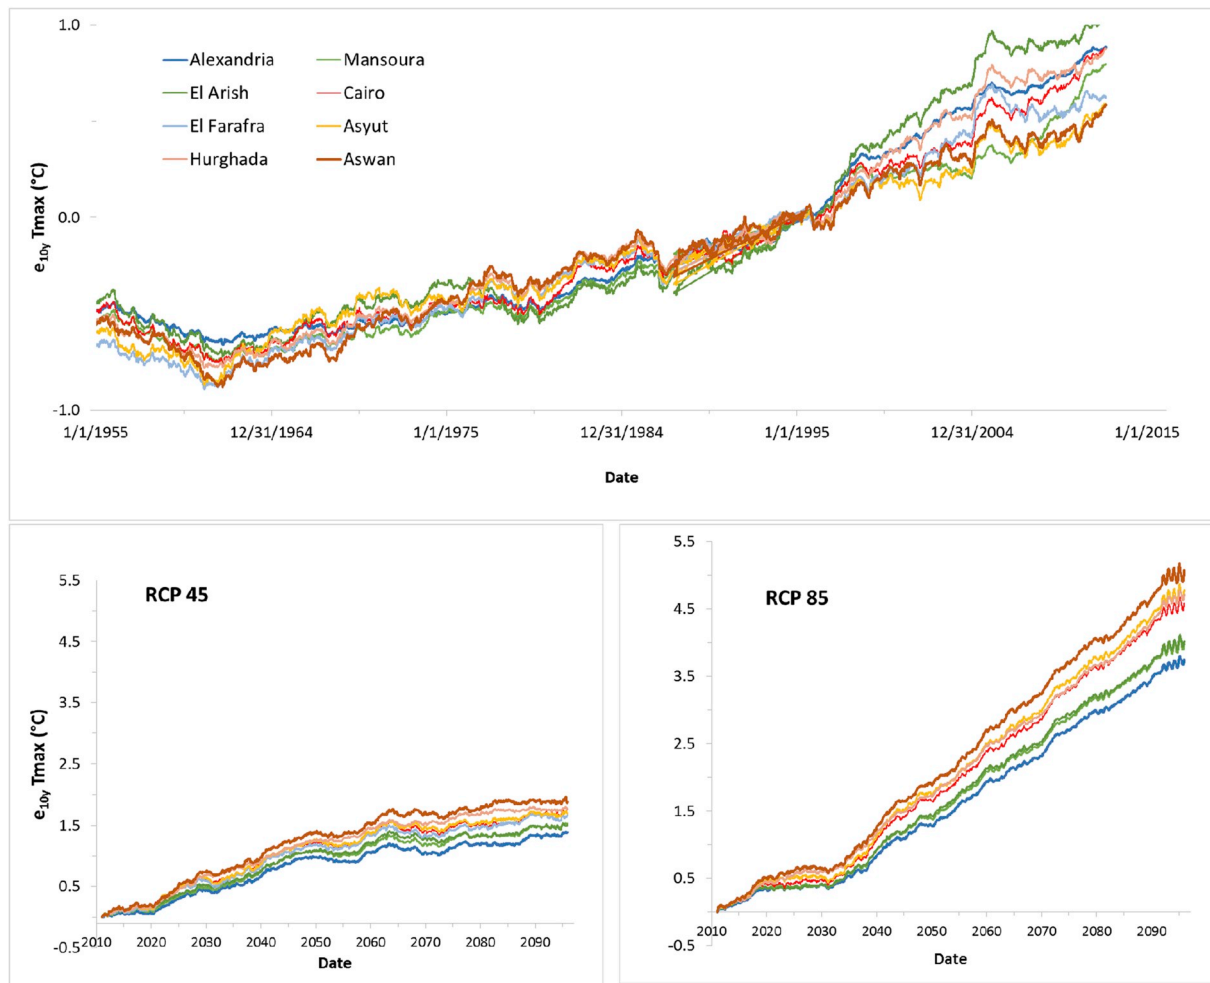 1.0
Alexandria Mansoura
El Arish Cairo
El Farafra Asyut
Hurghada Aswan
e10y Tmax (°C)
0.0
-1.0
1/1/1955 12/31/1964 1/1/1975 12/31/1984 1/1/1995 12/31/2004 1/1/2015
Date
RCP 45
5.5
4.5
3.5
2.5
1.5
0.5
-0.5
e10y Tmax (°C)
2010 2020 2030 2040 2050 2060 2070 2080 2090
Date
RCP 85
5.5
4.5
3.5
2.5
1.5
0.5
-0.5
2010 2020 2030 2040 2050 2060 2070 2080 2090
Date